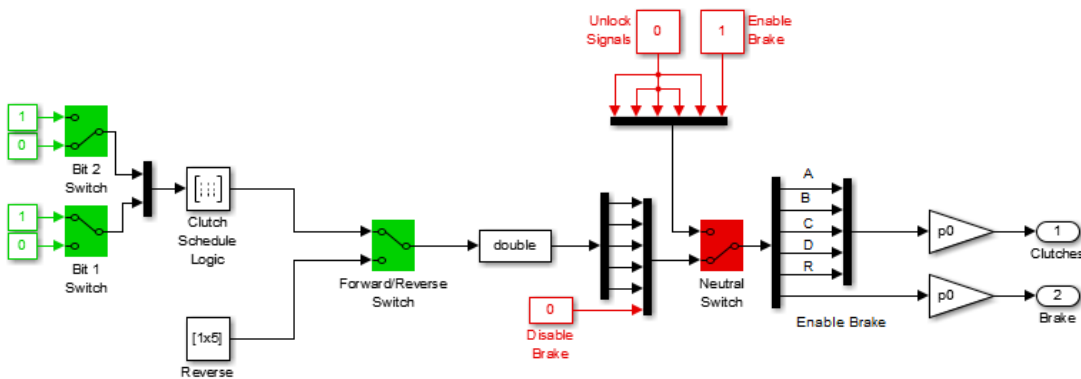 Unlock
Signals
0
1
Enable
Brake
1
0
Bit 2
Switch
1
0
Bit 1
Switch
Clutch
Schedule
Logic
[1x5]
Reverse
Forward/Reverse
Switch
double
0
Disable
Brake
Neutral
Switch
A
B
C
D
R
Enable Brake
p0
1
Clutches
p0
2
Brake